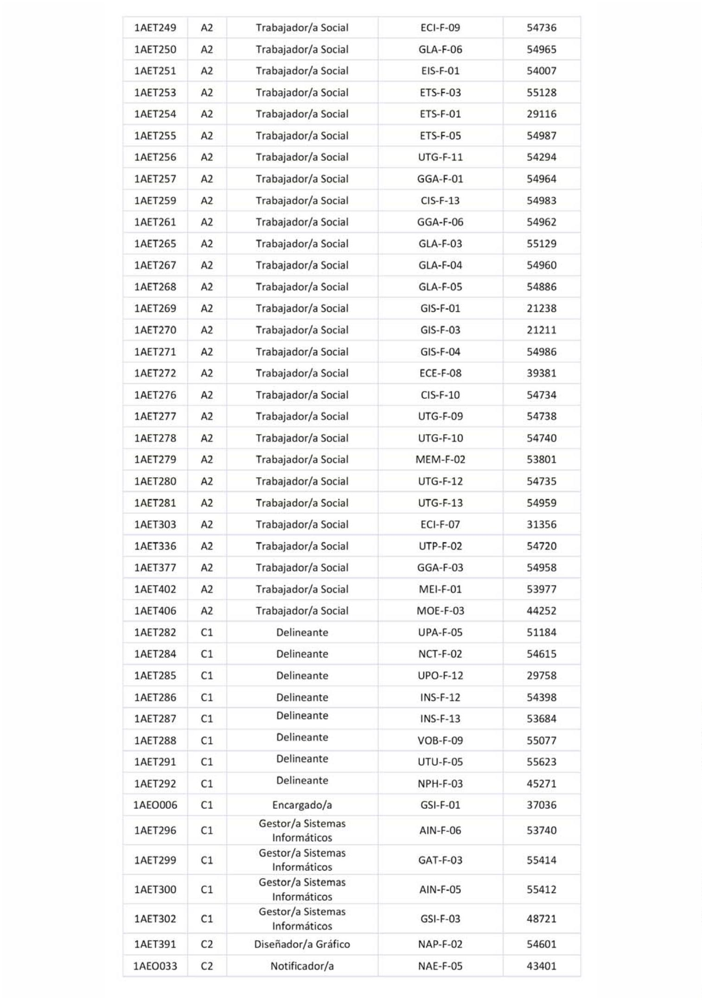 1AET249 A2 Trabajador/a Social ECI-F-09 54736
1AET250 A2 Trabajador/a Social GLA-F-06 54965
1AET251 A2 Trabajador/a Social EIS-F-01 54007
1AET253 A2 Trabajador/a Social ETS-F-03 55128
1AET254 A2 Trabajador/a Social ETS-F-01 29116
1AET255 A2 Trabajador/a Social ETS-F-05 54987
1AET256 A2 Trabajador/a Social UTG-F-11 54294
1AET257 A2 Trabajador/a Social GGA-F-01 54964
1AET259 A2 Trabajador/a Social CIS-F-13 54983
1AET261 A2 Trabajador/a Social GGA-F-06 54962
1AET265 A2 Trabajador/a Social GLA-F-03 55129
1AET267 A2 Trabajador/a Social GLA-F-04 54960
1AET268 A2 Trabajador/a Social GLA-F-05 54886
1AET269 A2 Trabajador/a Social GIS-F-01 21238
1AET270 A2 Trabajador/a Social GIS-F-03 21211
1AET271 A2 Trabajador/a Social GIS-F-04 54986
1AET272 A2 Trabajador/a Social ECE-F-08 39381
1AET276 A2 Trabajador/a Social CIS-F-10 54734
1AET277 A2 Trabajador/a Social UTG-F-09 54738
1AET278 A2 Trabajador/a Social UTG-F-10 54740
1AET279 A2 Trabajador/a Social MEM-F-02 53801
1AET280 A2 Trabajador/a Social UTG-F-12 54735
1AET281 A2 Trabajador/a Social UTG-F-13 54959
1AET303 A2 Trabajador/a Social ECI-F-07 31356
1AET336 A2 Trabajador/a Social UTP-F-02 54720
1AET377 A2 Trabajador/a Social GGA-F-03 54958
1AET402 A2 Trabajador/a Social MEI-F-01 53977
1AET406 A2 Trabajador/a Social MOE-F-03 44252
1AET282 C1 Delineante UPA-F-05 51184
1AET284 C1 Delineante NCT-F-02 54615
1AET285 C1 Delineante UPO-F-12 29758
1AET286 C1 Delineante INS-F-12 54398
1AET287 C1 Delineante INS-F-13 53684
1AET288 C1 Delineante VOB-F-09 55077
1AET291 C1 Delineante UTU-F-05 55623
1AET292 C1 Delineante NPH-F-03 45271
1AEO006 C1 Encargado/a GSI-F-01 37036
1AET296 C1 Gestor/a Sistemas
Informáticos AIN-F-06 53740
1AET299 C1 Gestor/a Sistemas
Informáticos GAT-F-03 55414
1AET300 C1 Gestor/a Sistemas
Informáticos AIN-F-05 55412
1AET302 C1 Gestor/a Sistemas
Informáticos GSI-F-03 48721
1AET391 C2 Diseñador/a Gráfico NAP-F-02 54601
1AEO033 C2 Notificador/a NAE-F-05 43401